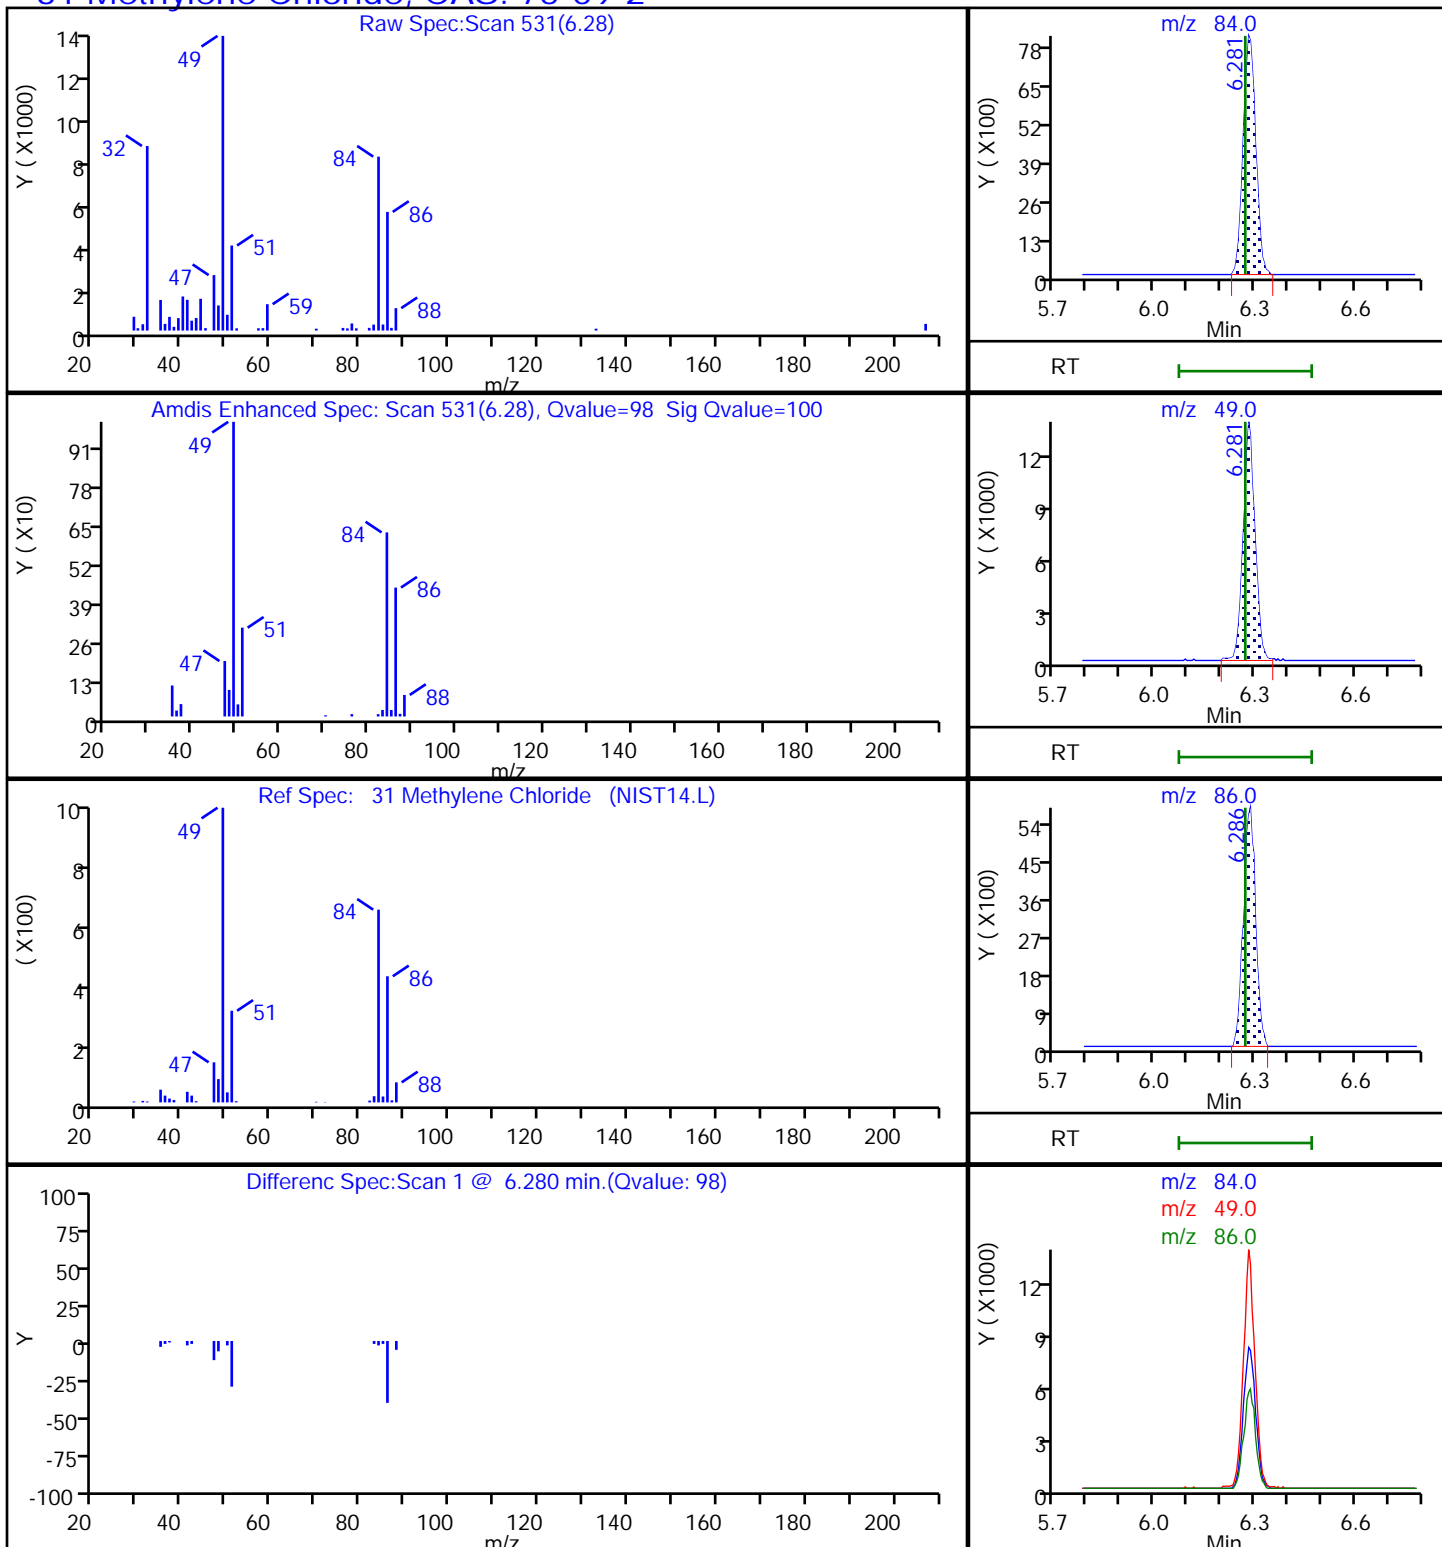 Raw Spec:Scan 531(6.28)
Y ( X1000)
14
12
10
8
6
4
2
0
49
32
84
86
51
47
59
88
20 40 60 80 100 120 140 160 180 200
m/z
m/z 84.0
Y ( X100)
78
65
52
39
26
13
0
6.281
5.7 6.0 6.3 6.6
Min
RT
Amdis Enhanced Spec: Scan 531(6.28), Qvalue=98 Sig Qvalue=100
Y ( X10)
91
78
65
52
39
26
13
0
49
84
86
51
47
88
20 40 60 80 100 120 140 160 180 200
m/z
m/z 49.0
Y ( X1000)
12
9
6
3
0
6.281
5.7 6.0 6.3 6.6
Min
RT
Ref Spec: 31 Methylene Chloride (NIST14.L)
( X100)
10
8
6
4
2
0
49
84
86
51
47
88
20 40 60 80 100 120 140 160 180 200
m/z 86.0
Y ( X100)
54
45
36
27
18
9
0
6.286
5.7 6.0 6.3 6.6
Min
RT
Differenc Spec:Scan 1 @ 6.280 min.(Qvalue: 98)
Y
100
75
50
25
0
-25
-50
-75
-100
20 40 60 80 100 120 140 160 180 200
m/z
m/z 84.0
m/z 49.0
m/z 86.0
Y ( X1000)
12
9
6
3
0
5.7 6.0 6.3 6.6
Min